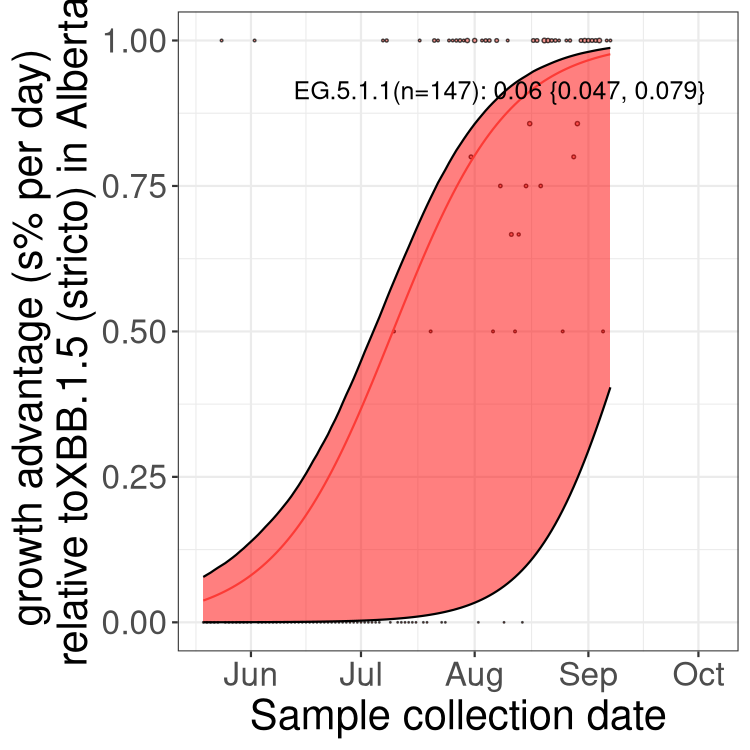 growth advantage (s% per day)
relative toXBB.1.5 (stricto) in Alberta
1.00
0.75
0.50
0.25
0.00
EG.5.1.1(n=147): 0.06 {0.047, 0.079}
Jun Jul Aug Sep Oct
Sample collection date